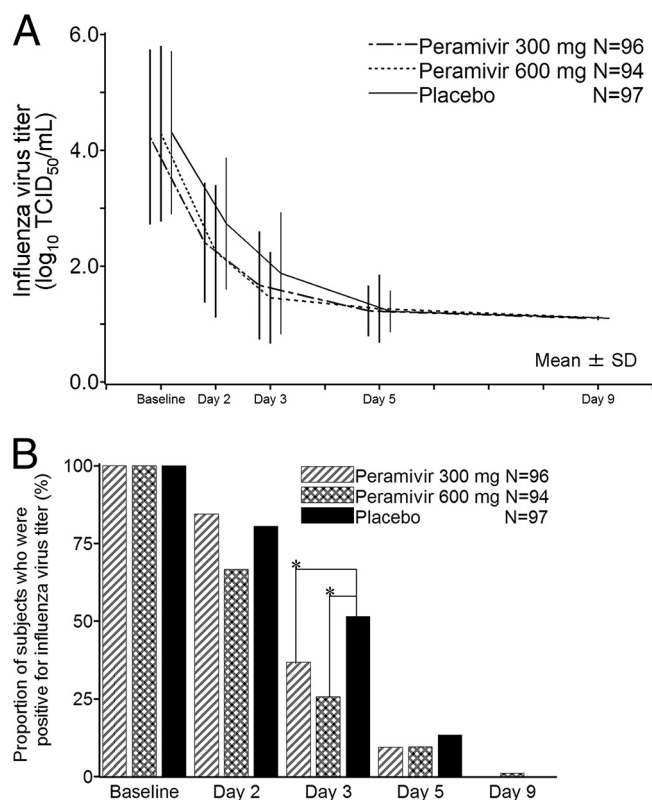 A
Influenza virus titer
(log10 TCID50/mL)
6.0
4.0
2.0
0.0
Peramivir 300 mg N=96
Peramivir 600 mg N=94
Placebo N=97
Mean ± SD
Baseline Day 2 Day 3 Day 5 Day 9
B
Proportion of subjects who were
positive for influenza virus titer (%)
100
75
50
25
0
Peramivir 300 mg N=96
Peramivir 600 mg N=94
Placebo N=97
*
*
Baseline Day 2 Day 3 Day 5 Day 9